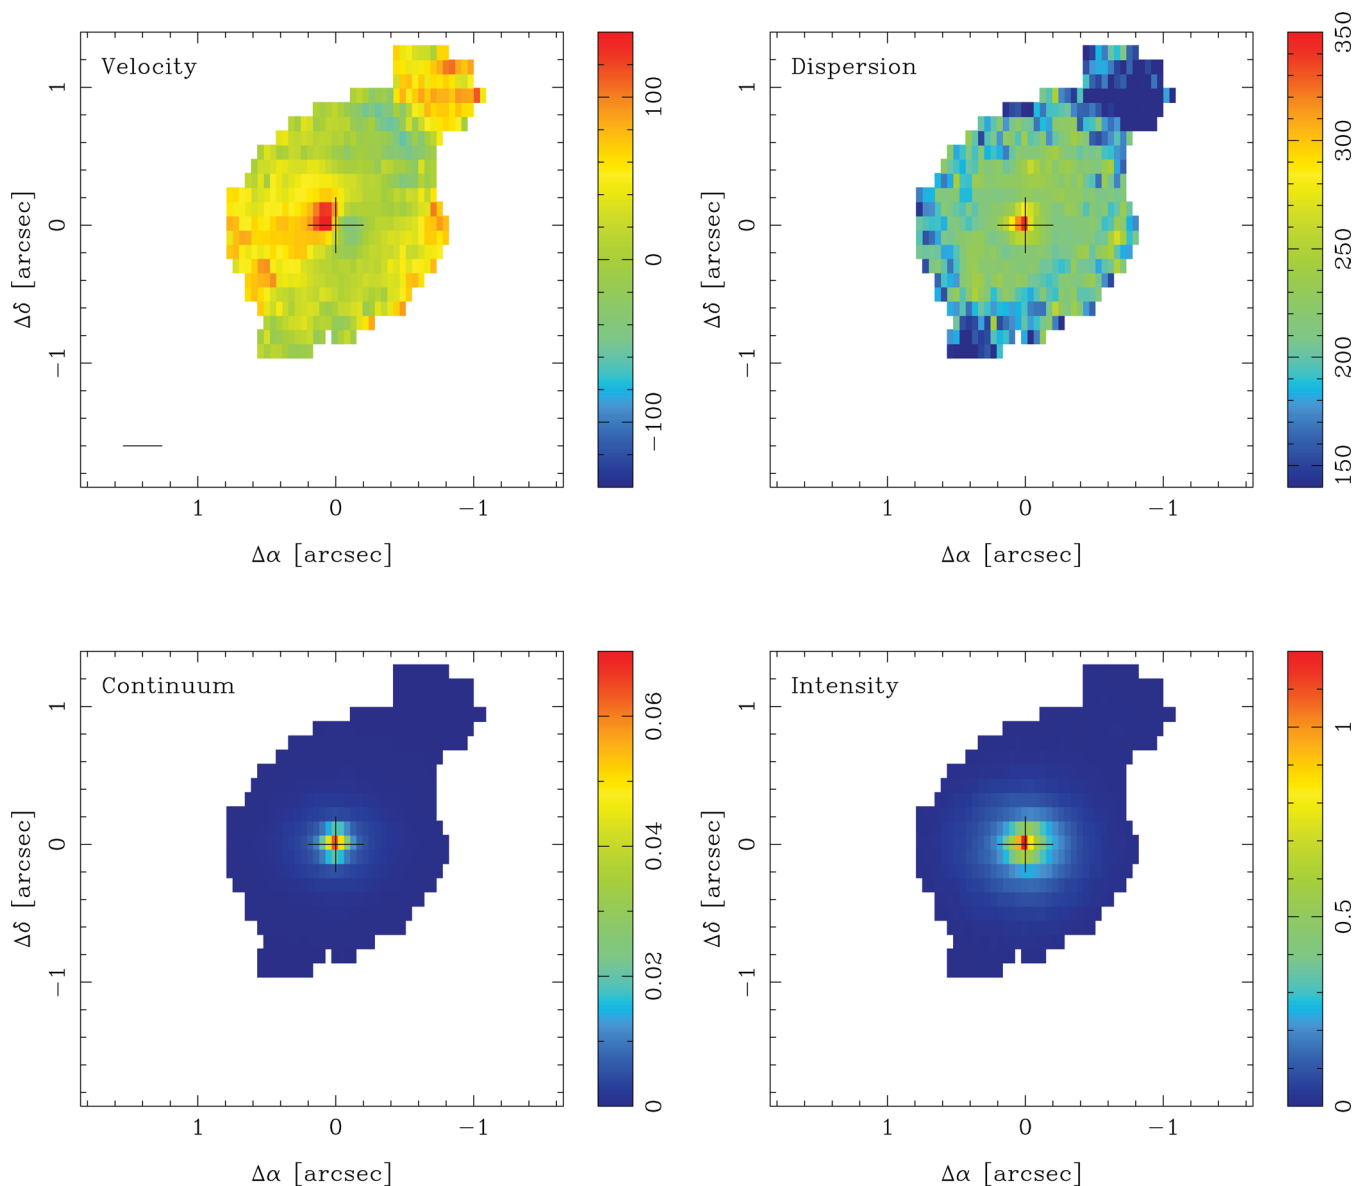 Velocity
1
0
−1
Δδ [arcsec]
1 0 −1
Δα [arcsec]
100
0
−100
Dispersion
1
0
−1
Δδ [arcsec]
1 0 −1
Δα [arcsec]
350
300
250
200
150
Continuum
1
0
−1
Δδ [arcsec]
1 0 −1
Δα [arcsec]
0.06
0.04
0.02
0
Intensity
1
0
−1
Δδ [arcsec]
1 0 −1
Δα [arcsec]
1
0.5
0